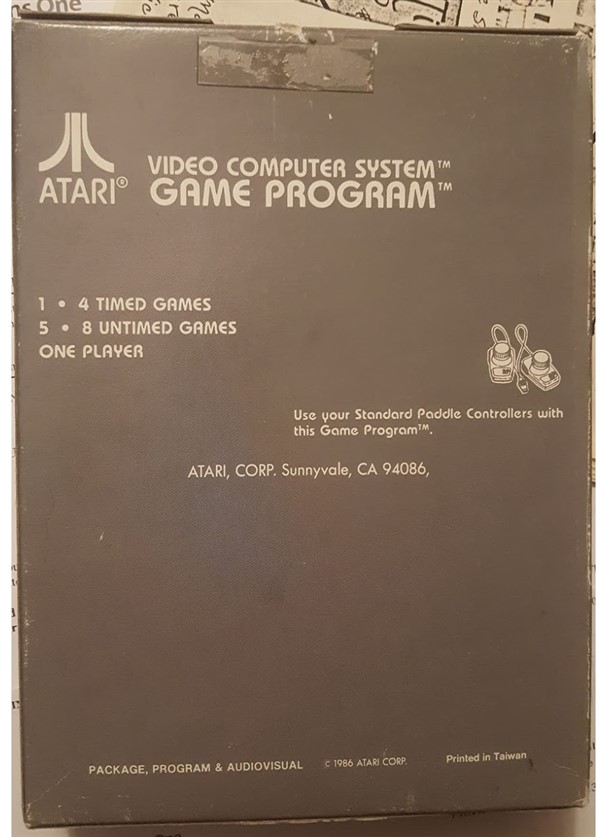 s One
ATARI®
VIDEO COMPUTER SYSTEM™
GAME PROGRAM™
1 • 4 TIMED GAMES
5 • 8 UNTIMED GAMES
ONE PLAYER
Use your Standard Paddle Controllers with
this Game Program™.
ATARI, CORP. Sunnyvale, CA 94086,
PACKAGE, PROGRAM & AUDIOVISUAL © 1986 ATARI CORP. Printed in Taiwan